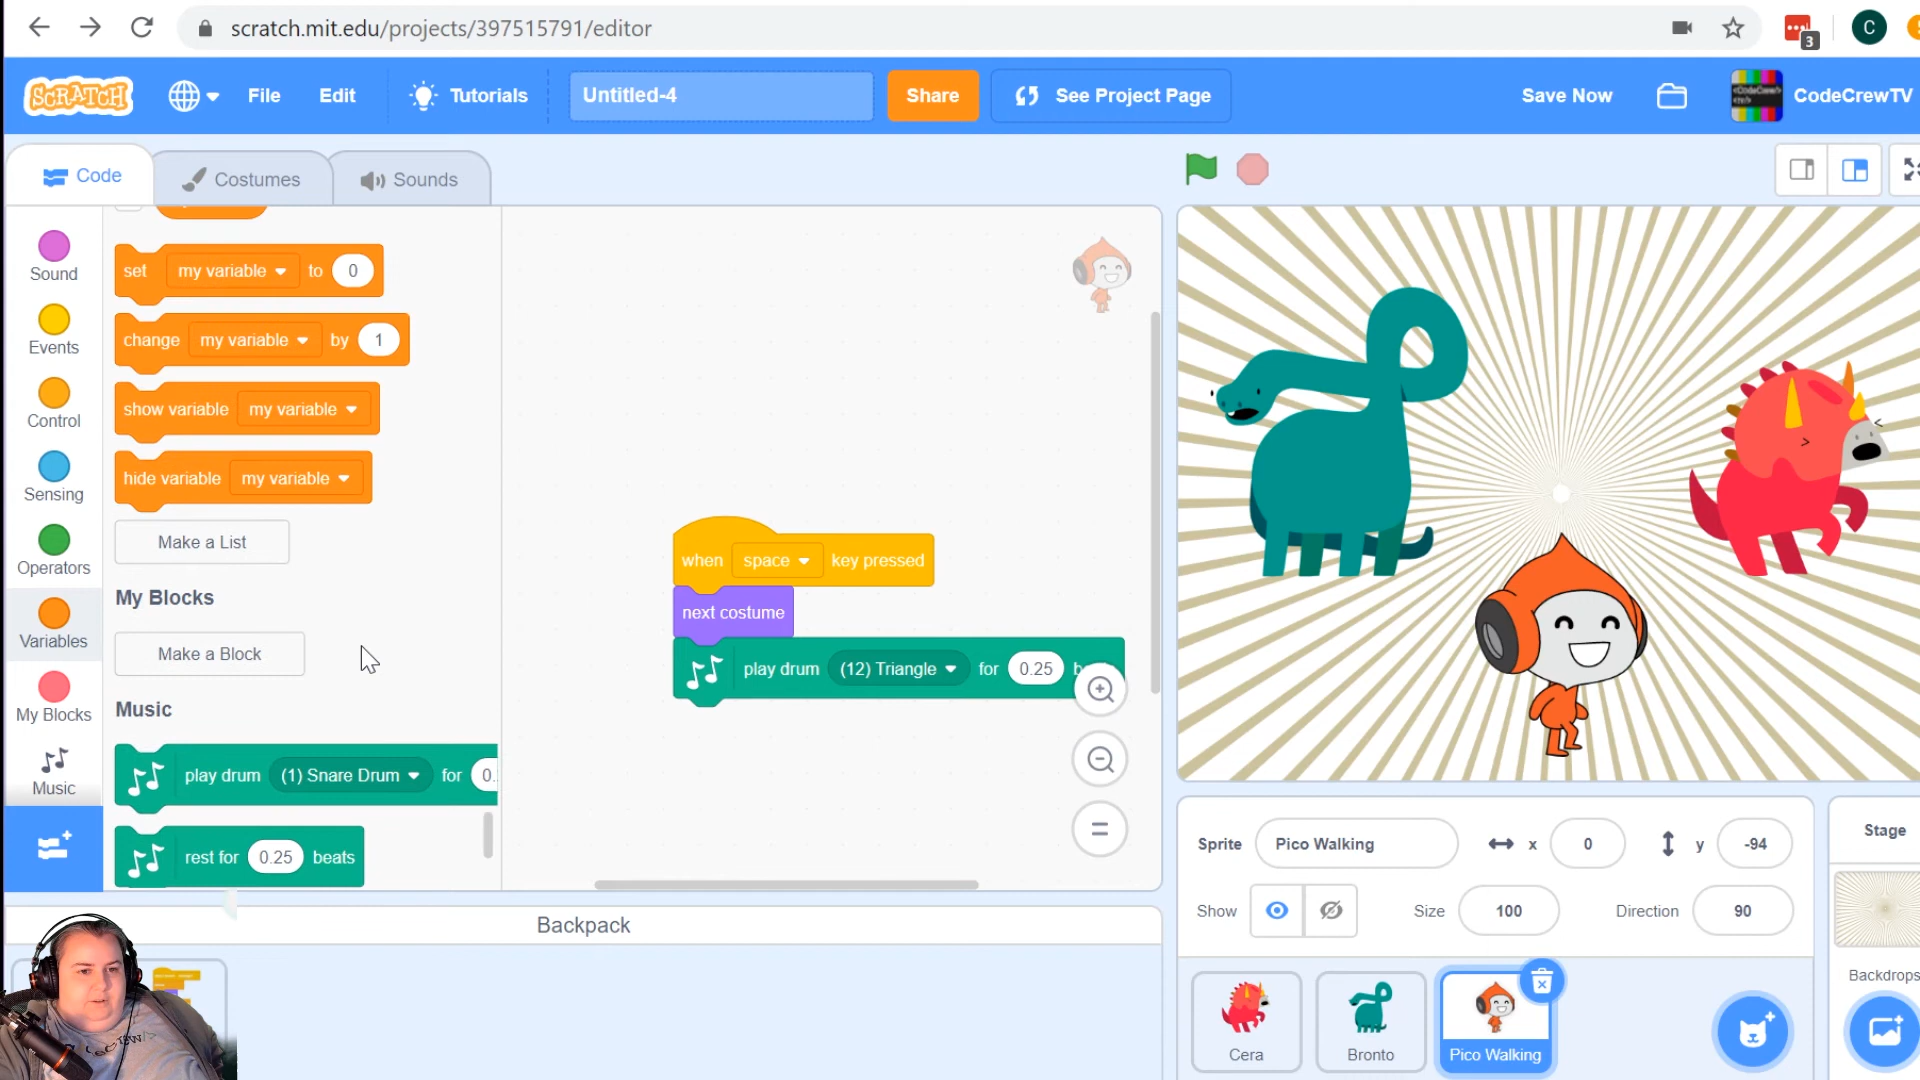 scratch.mit.edu/projects/397515791/editor
3
C
SCRATCH
File
Edit
Tutorials
Untitled-4
Share
See Project Page
Save Now
CodeCrewTV
Code
Costumes
Sounds
Sound
Events
Control
Sensing
Operators
Variables
My Blocks
Music
set my variable to 0
change my variable by 1
show variable my variable
hide variable my variable
Make a List
My Blocks
Make a Block
Music
play drum (1) Snare Drum for 0.
rest for 0.25 beats
when space key pressed
next costume
play drum (12) Triangle for 0.25 b
Backpack
Sprite Pico Walking x 0 y -94
Show Size 100 Direction 90
Cera
Bronto
Pico Walking
Stage
Backdrops